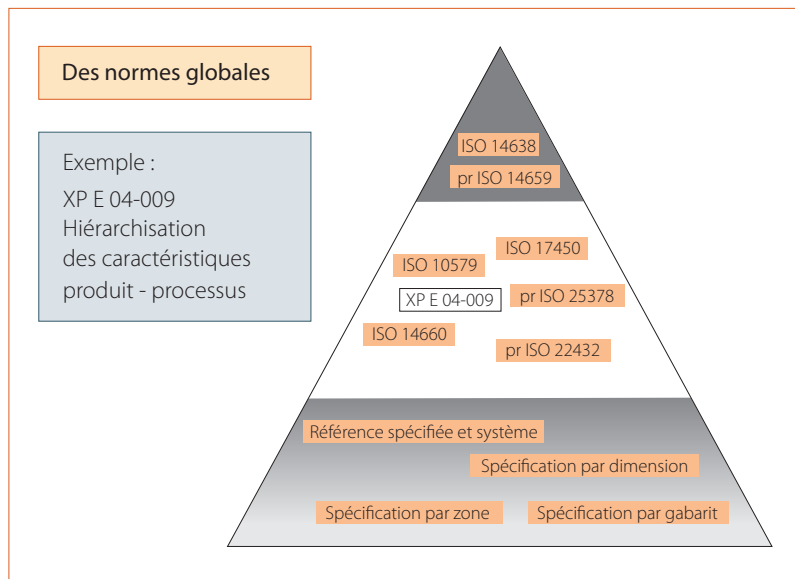 Des normes globales
Exemple :
XP E 04-009
Hiérarchisation
des caractéristiques
produit - processus
ISO 14638
pr ISO 14659
ISO 17450
ISO 10579
pr ISO 25378
XP E 04-009
ISO 14660
pr ISO 22432
Référence spécifiée et système
Spécification par dimension
Spécification par zone
Spécification par gabarit